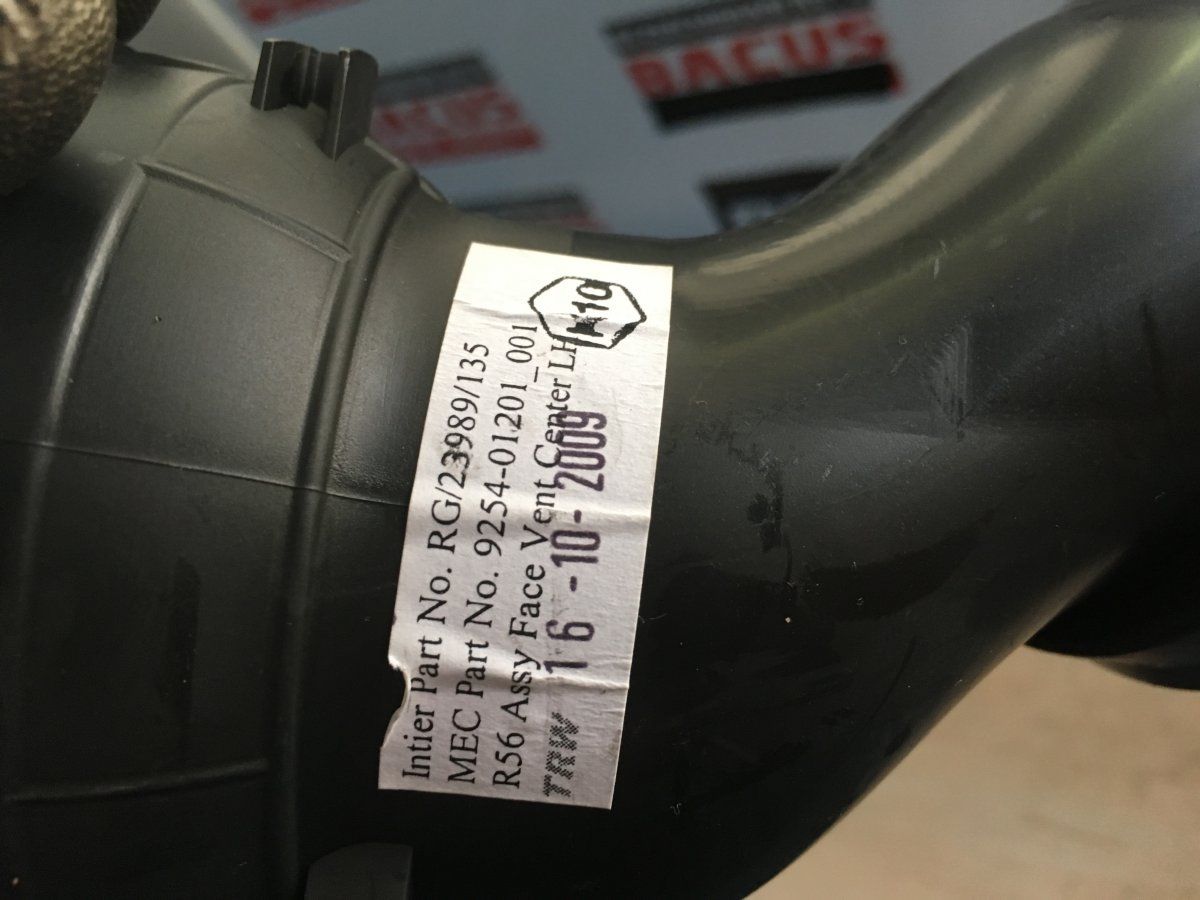 BACUS
BACUS
Intier Part No. RG/23989/135
MEC Part No. 9254-01201_001
R56 Assy Face Vent Center LH
TRW 16-10-2009